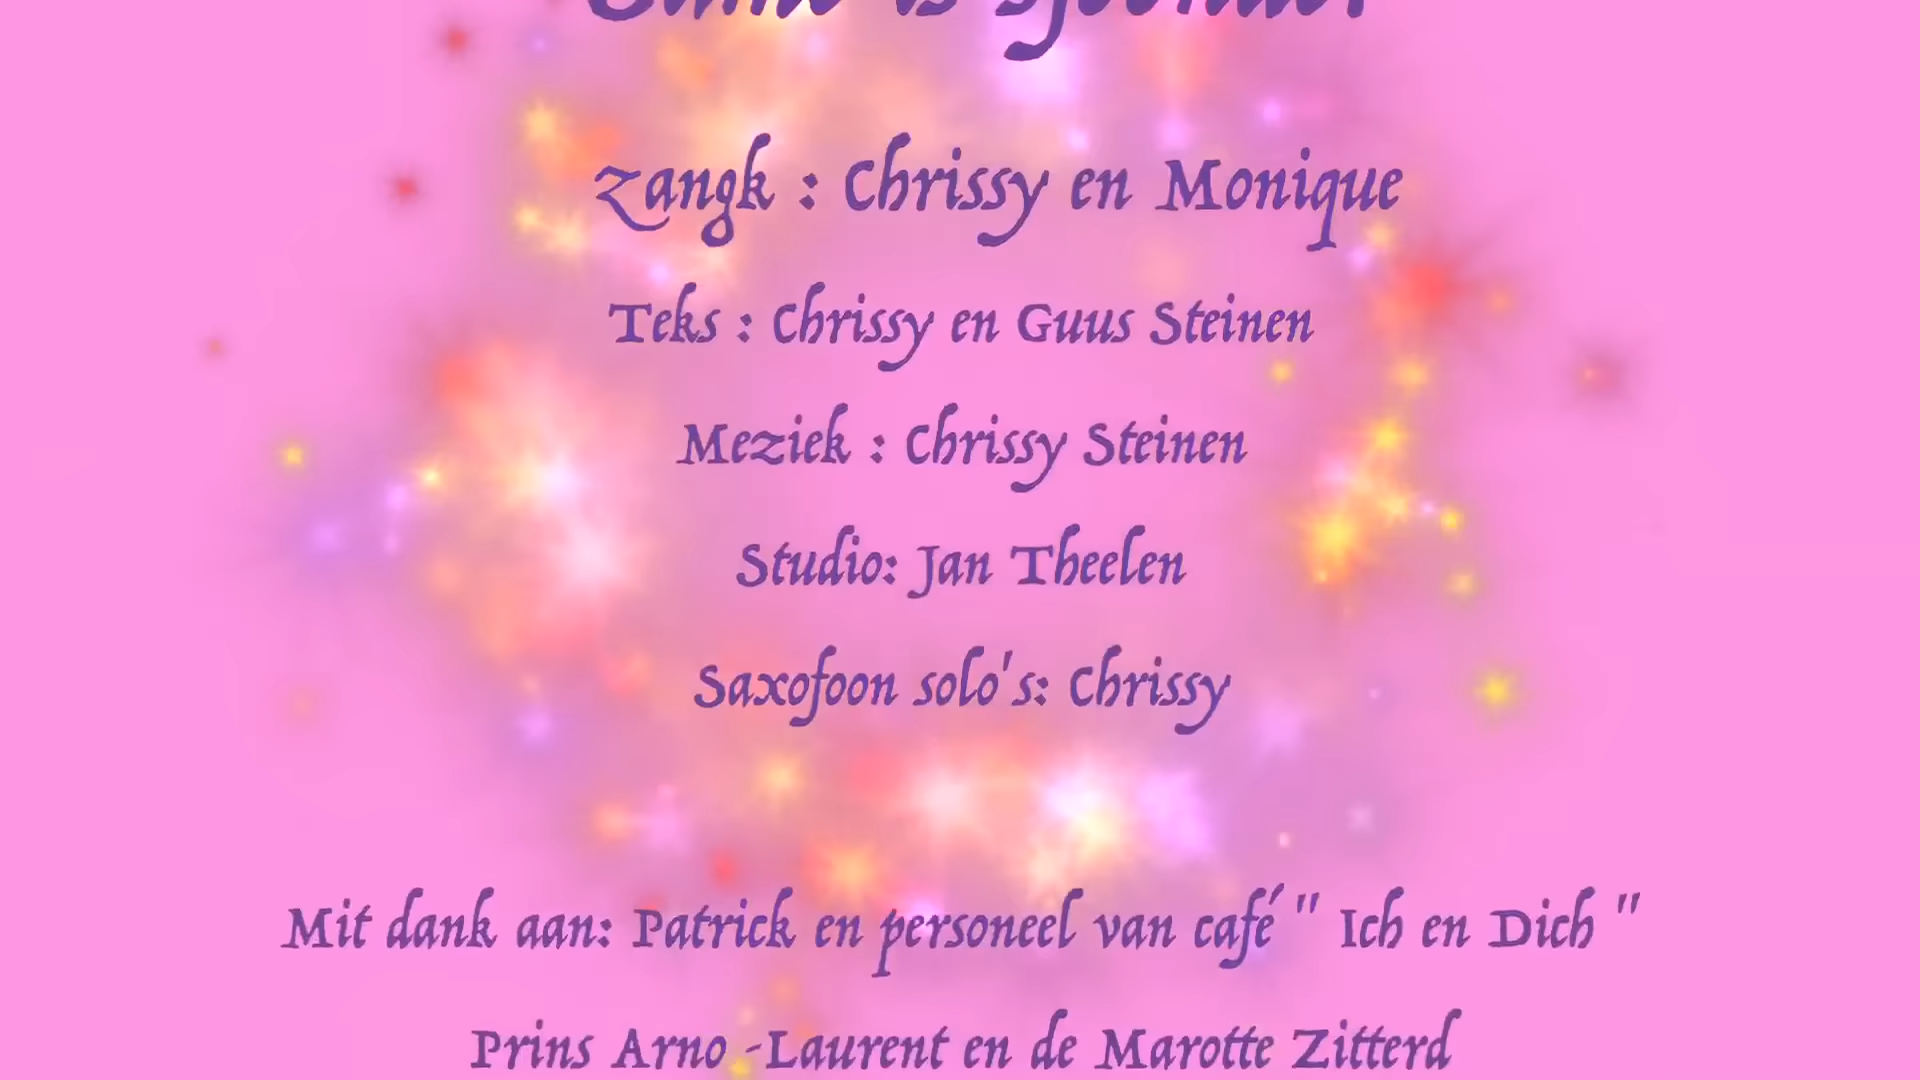 is
Zangk : Chrissy en Monique
Teks : Chrissy en Guus Steinen
Meziek : Chrissy Steinen
Studio: Jan Theelen
Saxofoon solo's: Chrissy
Mit dank aan: Patrick en personeel van café " Ich en Dich "
Prins Arno -Laurent en de Marotte Zitterd